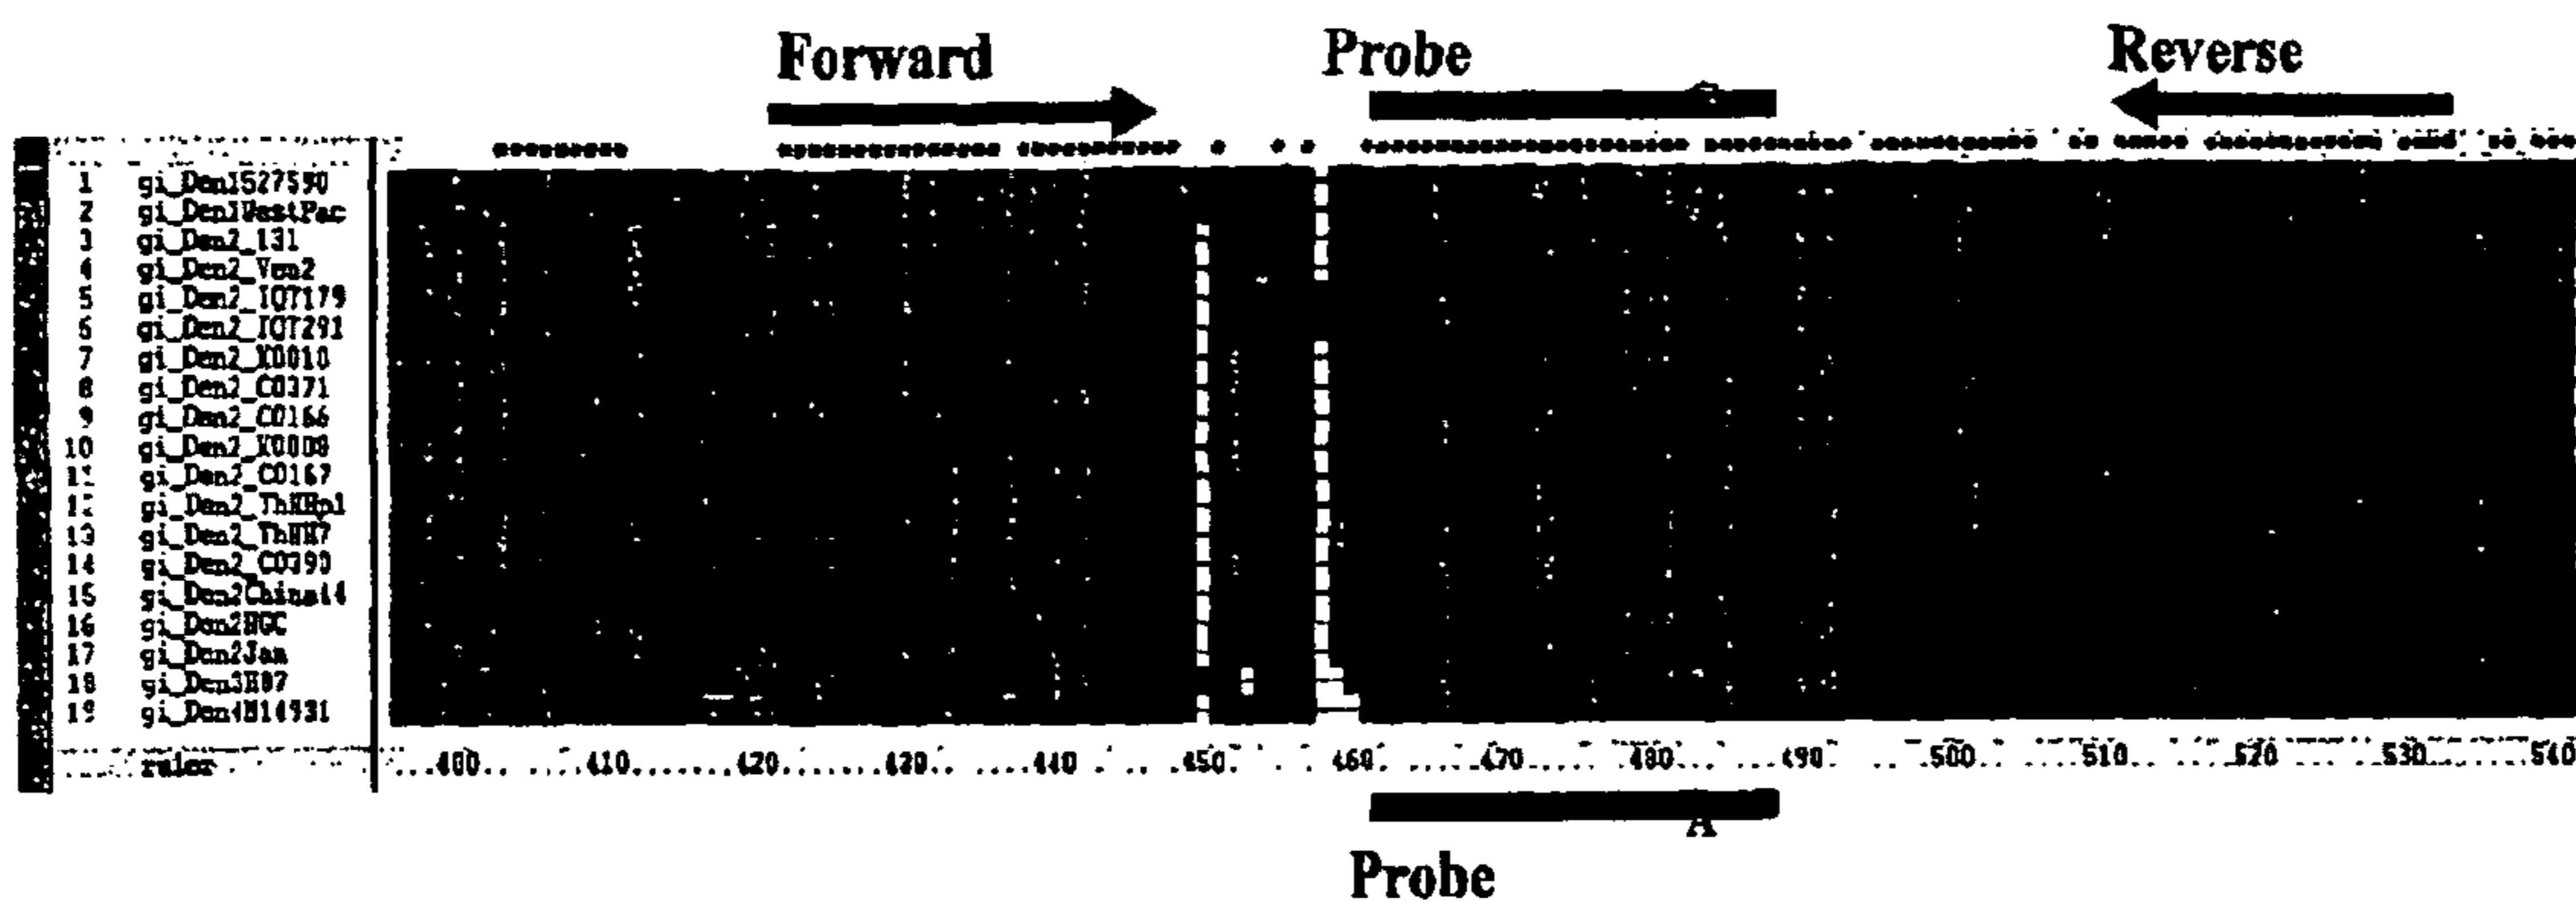 Forward Probe Reverse
1 gi_Den1527590
2 gi_Den1WestPac
3 gi_Den2_131
4 gi_Den2_Ven2
5 gi_Den2_IQT179
6 gi_Den2_IQT291
7 gi_Den2_K0010
8 gi_Den2_C0371
9 gi_Den2_C0166
10 gi_Den2_K0008
11 gi_Den2_C0167
12 gi_Den2_ThNHp1
13 gi_Den2_ThNH7
14 gi_Den2_C0390
15 gi_Den2China44
16 gi_Den2NGC
17 gi_Den2Jam
18 gi_Den3H87
19 gi_Den4M14931
ruler 400 410 420 430 440 450 460 470 480 490 500 510 520 530 540
A
Probe